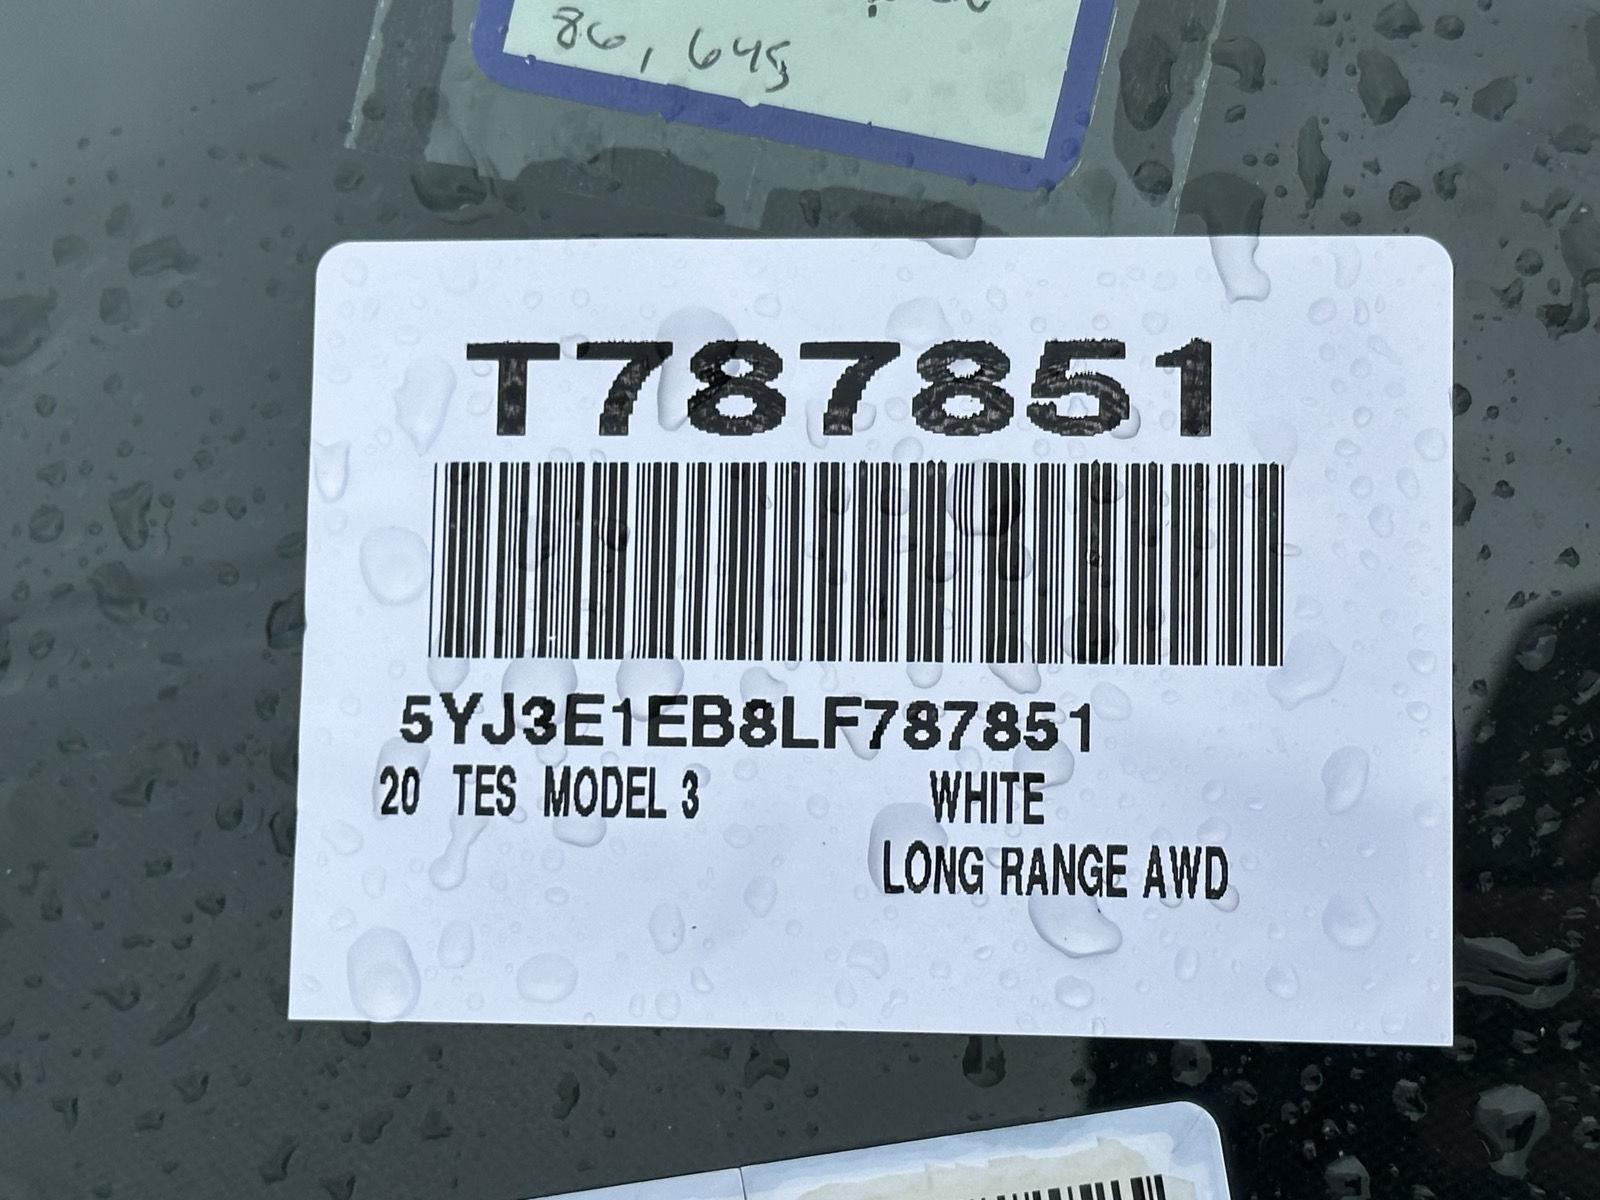 86,645
T787851
5YJ3E1EB8LF787851
20 TES MODEL 3 WHITE
LONG RANGE AWD